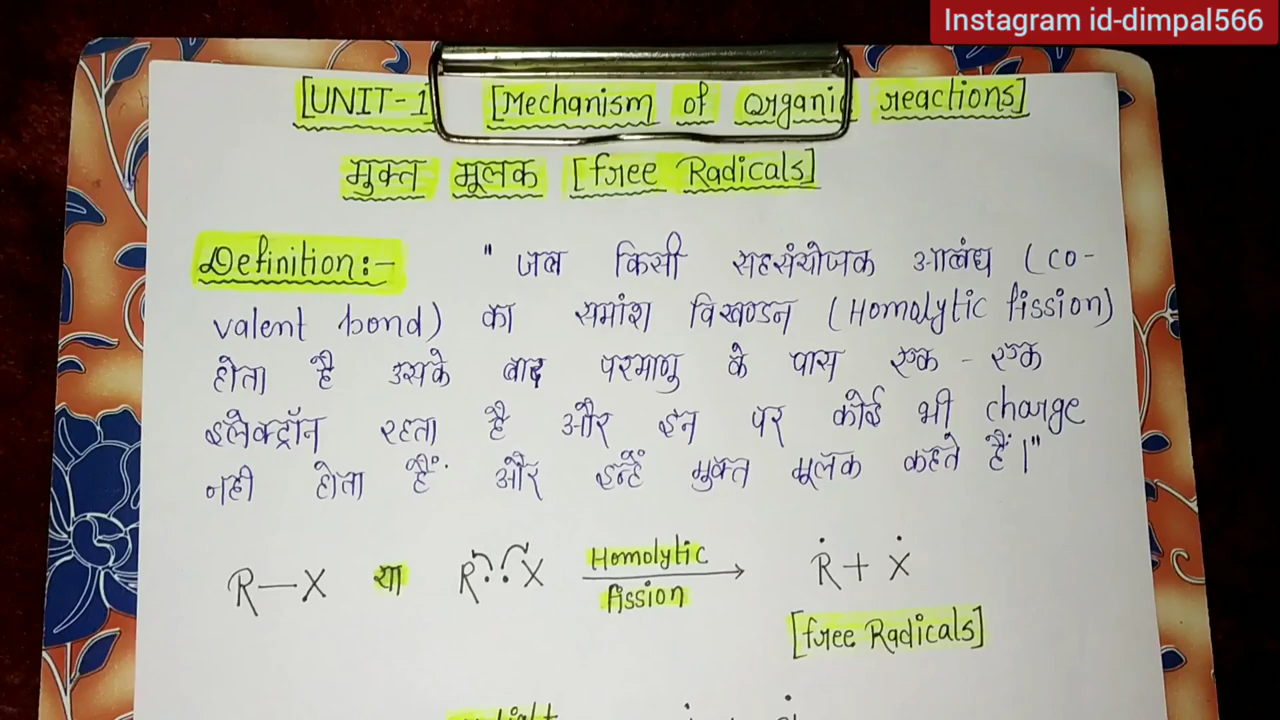 Instagram id-dimpal566
[UNIT-1 [Mechanism of Organic reactions]
मुक्त मूलक [free Radicals]
Definition:- " जब किसी सहसंयोजक आबंध (co-
valent bond) का समांश विखण्डन (Homolytic fission)
होता है उसके बाद परमाणु के पास एक - एक
इलेक्ट्रॉन रहता है और इन पर कोई भी charge
नही होता हैं और इन्हें मुक्त मूलक कहते हैं।"
R—X या R:X Homolytic fission → Ṙ + Ẋ
[free Radicals]